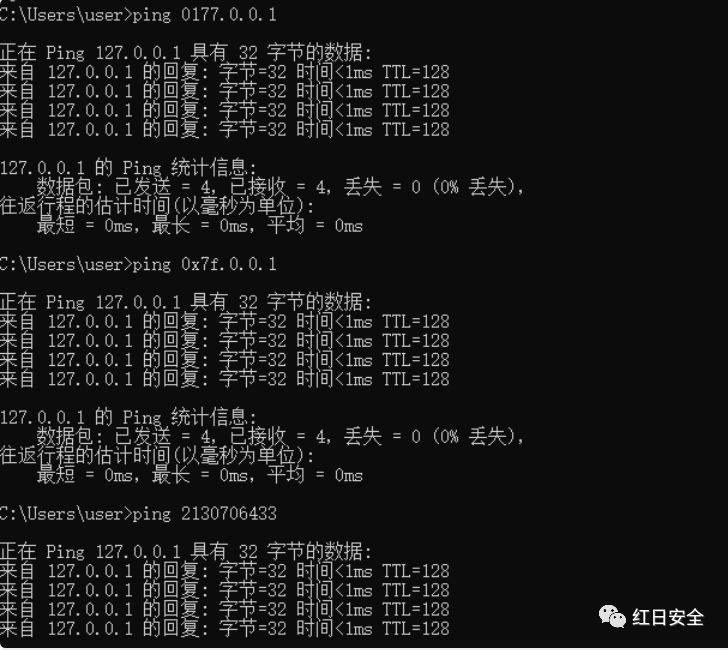 C:\Users\user>ping 0177.0.0.1
正在 Ping 127.0.0.1 具有 32 字节的数据:
来自 127.0.0.1 的回复: 字节=32 时间<1ms TTL=128
来自 127.0.0.1 的回复: 字节=32 时间<1ms TTL=128
来自 127.0.0.1 的回复: 字节=32 时间<1ms TTL=128
来自 127.0.0.1 的回复: 字节=32 时间<1ms TTL=128
127.0.0.1 的 Ping 统计信息:
数据包: 已发送 = 4，已接收 = 4，丢失 = 0 (0% 丢失)，
往返行程的估计时间(以毫秒为单位):
最短 = 0ms，最长 = 0ms，平均 = 0ms
C:\Users\user>ping 0x7f.0.0.1
正在 Ping 127.0.0.1 具有 32 字节的数据:
来自 127.0.0.1 的回复: 字节=32 时间<1ms TTL=128
来自 127.0.0.1 的回复: 字节=32 时间<1ms TTL=128
来自 127.0.0.1 的回复: 字节=32 时间<1ms TTL=128
来自 127.0.0.1 的回复: 字节=32 时间<1ms TTL=128
127.0.0.1 的 Ping 统计信息:
数据包: 已发送 = 4，已接收 = 4，丢失 = 0 (0% 丢失)，
往返行程的估计时间(以毫秒为单位):
最短 = 0ms，最长 = 0ms，平均 = 0ms
C:\Users\user>ping 2130706433
正在 Ping 127.0.0.1 具有 32 字节的数据:
来自 127.0.0.1 的回复: 字节=32 时间<1ms TTL=128
来自 127.0.0.1 的回复: 字节=32 时间<1ms TTL=128
来自 127.0.0.1 的回复: 字节=32 时间<1ms TTL=128
来自 127.0.0.1 的回复: 字节=32 时间<1ms TTL=128
红日安全